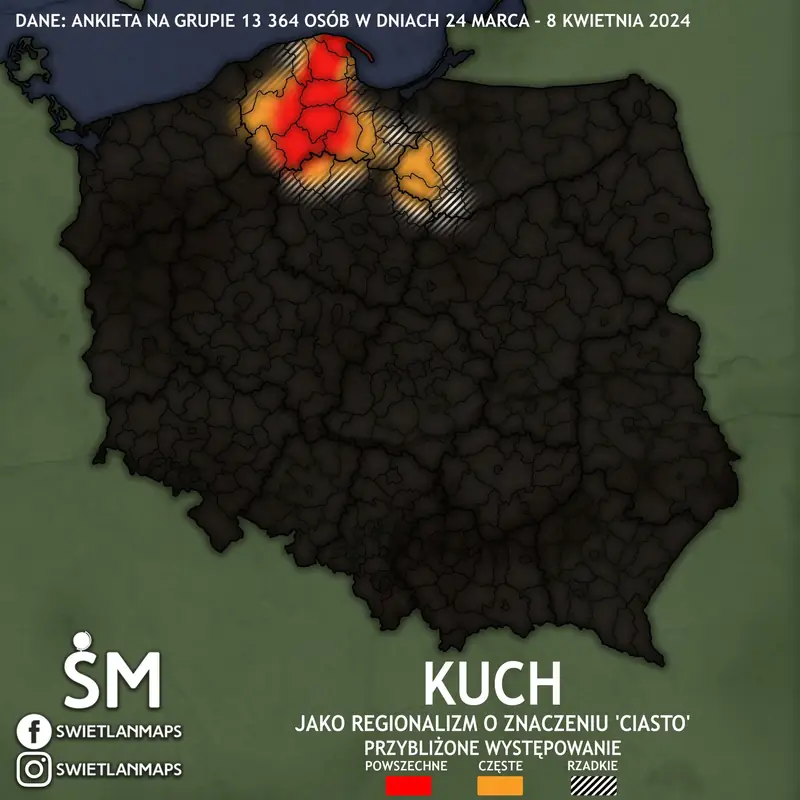 DANE: ANKIETA NA GRUPIE 13 364 OSÓB W DNIACH 24 MARCA - 8 KWIETNIA 2024
ŚM
SWIETLANMAPS
SWIETLANMAPS
KUCH
JAKO REGIONALIZM O ZNACZENIU 'CIASTO'
PRZYBLIŻONE WYSTĘPOWANIE
POWSZECHNE CZĘSTE RZADKIE